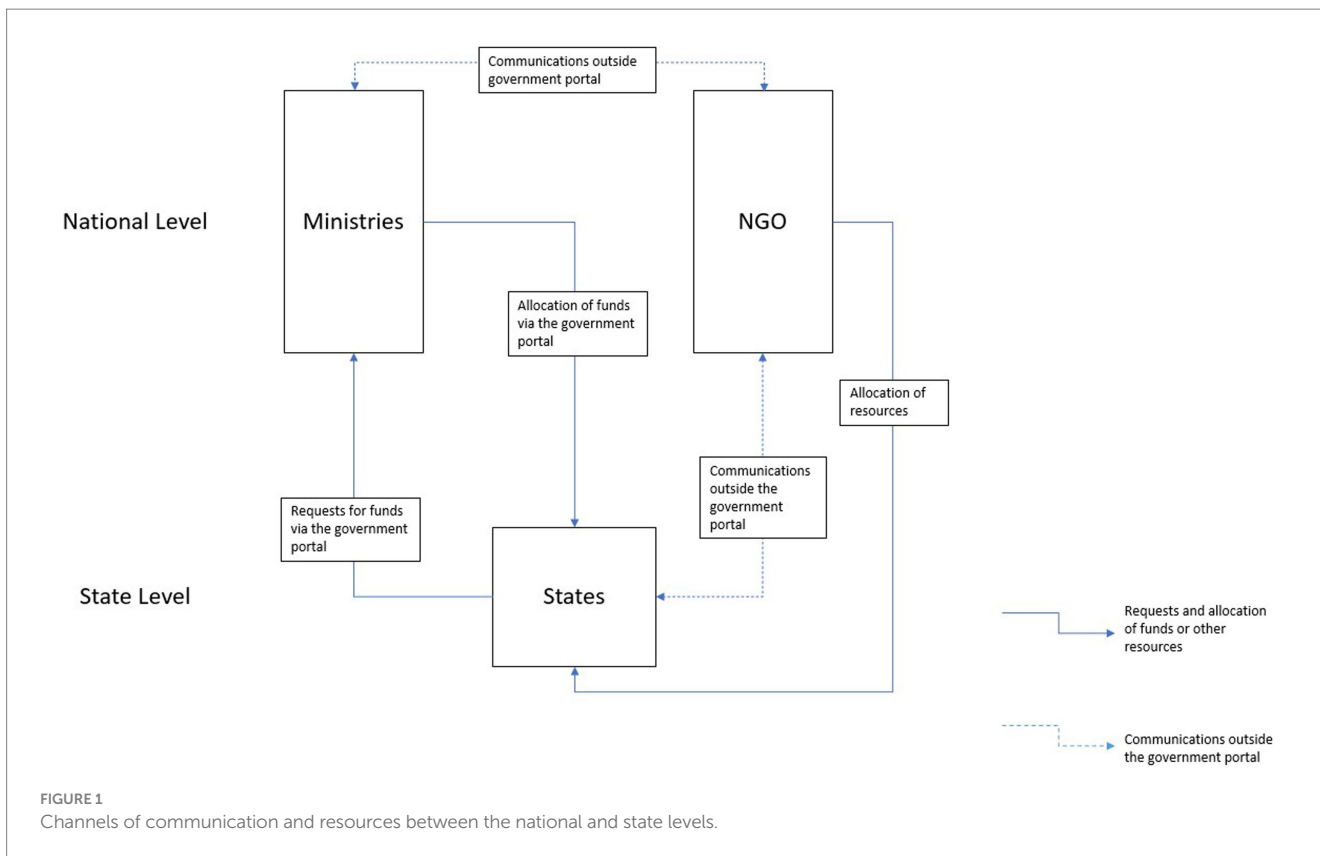 Communications outside
government portal
National Level
Ministries
NGO
Allocation of funds
via the government
portal
Allocation of
resources
Communications
outside the
government
portal
Requests for funds
via the government
portal
State Level
States
Requests and allocation
of funds or other
resources
Communications outside
the government portal
FIGURE 1
Channels of communication and resources between the national and state levels.